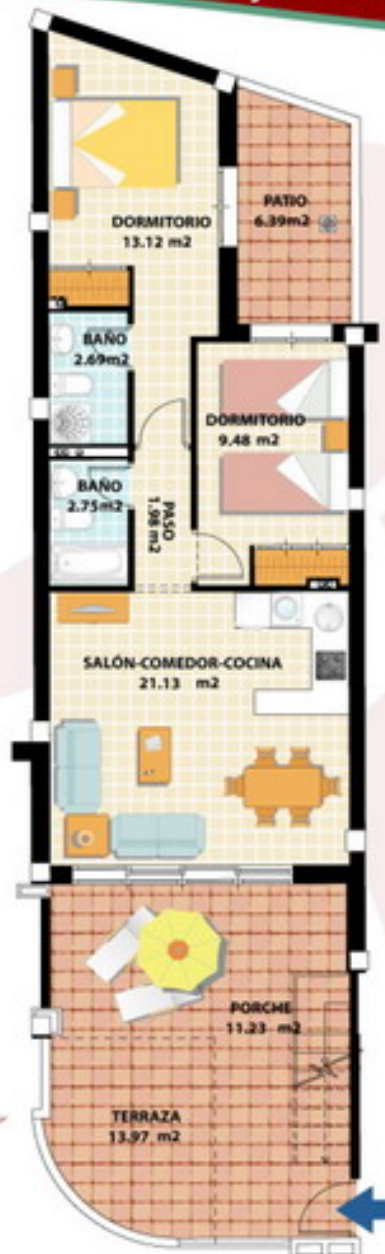 DORMITORIO
13.12 m2
PATIO
6.39m2
BAÑO
2.69m2
DORMITORIO
9.48 m2
BAÑO
2.75m2
PASO
1.98 m2
SALÓN-COMEDOR-COCINA
21.13 m2
PORCHE
11.23 m2
TERRAZA
13.97 m2